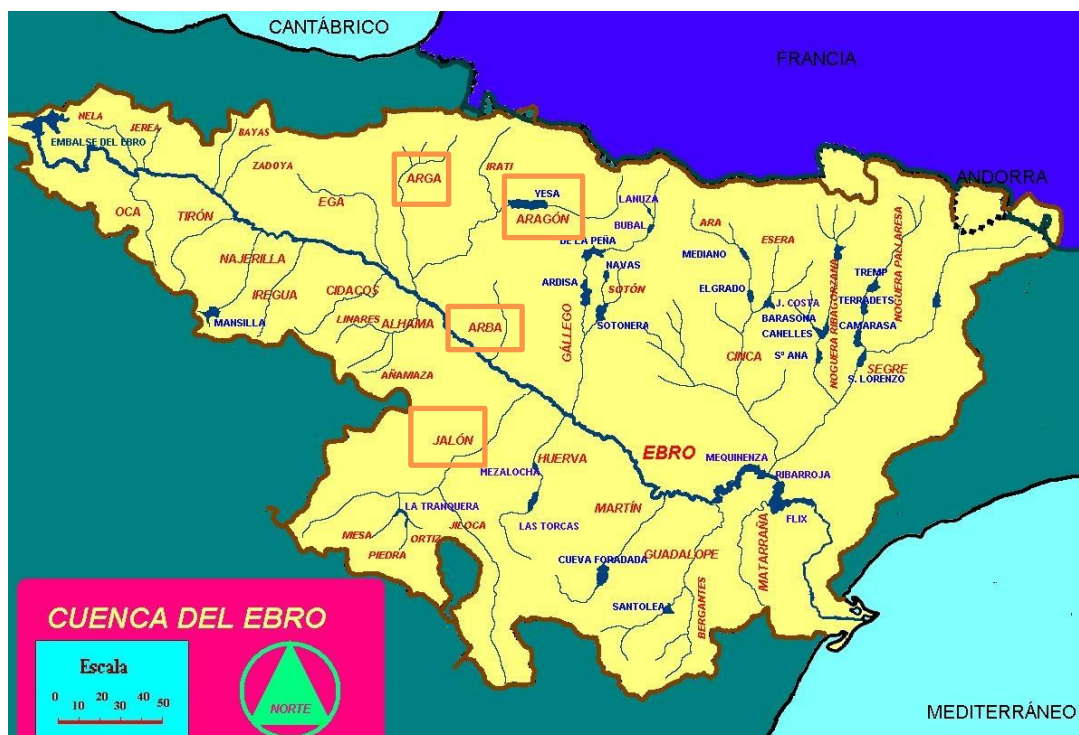 CANTÁBRICO
FRANCIA
ANDORRA
NELA
JEREA
BAYAS
EMBALSE DEL EBRO
ZADOYA
ARGA
IRATI
YESA
ARAGÓN
LANUZA
BUBAL
ARA
ESERA
NOGUERA PALLARESA
OCA
TIRÓN
EGA
NAJERILLA
DE LA PEÑA
NAVAS
MEDIANO
TREMP
ARDISA
SOTÓN
ELGRADO
J. COSTA
TERRADETS
IREGUA
CIDACOS
BARASONA
NOGUERA RIBAGORZANA
MANSILLA
LINARES
ALHAMA
ARBA
SOTONERA
CANELLES
CAMARASA
GÁLLEGO
CINCA
Sª ANA
SEGRE
AÑAMAZA
S. LORENZO
JALÓN
EBRO
HUERVA
MEZALOCHA
MEQUINENZA
RIBARROJA
LA TRANQUERA
JILOCA
MARTÍN
LAS TORCAS
FLIX
MESA
ORTIZ
PIEDRA
CUEVA FORADADA
GUADALOPE
MATARRAÑA
SANTOLEA
BERGANTES
CUENCA DEL EBRO
Escala
0 10 20 30 40 50
NORTE
MEDITERRÁNEO